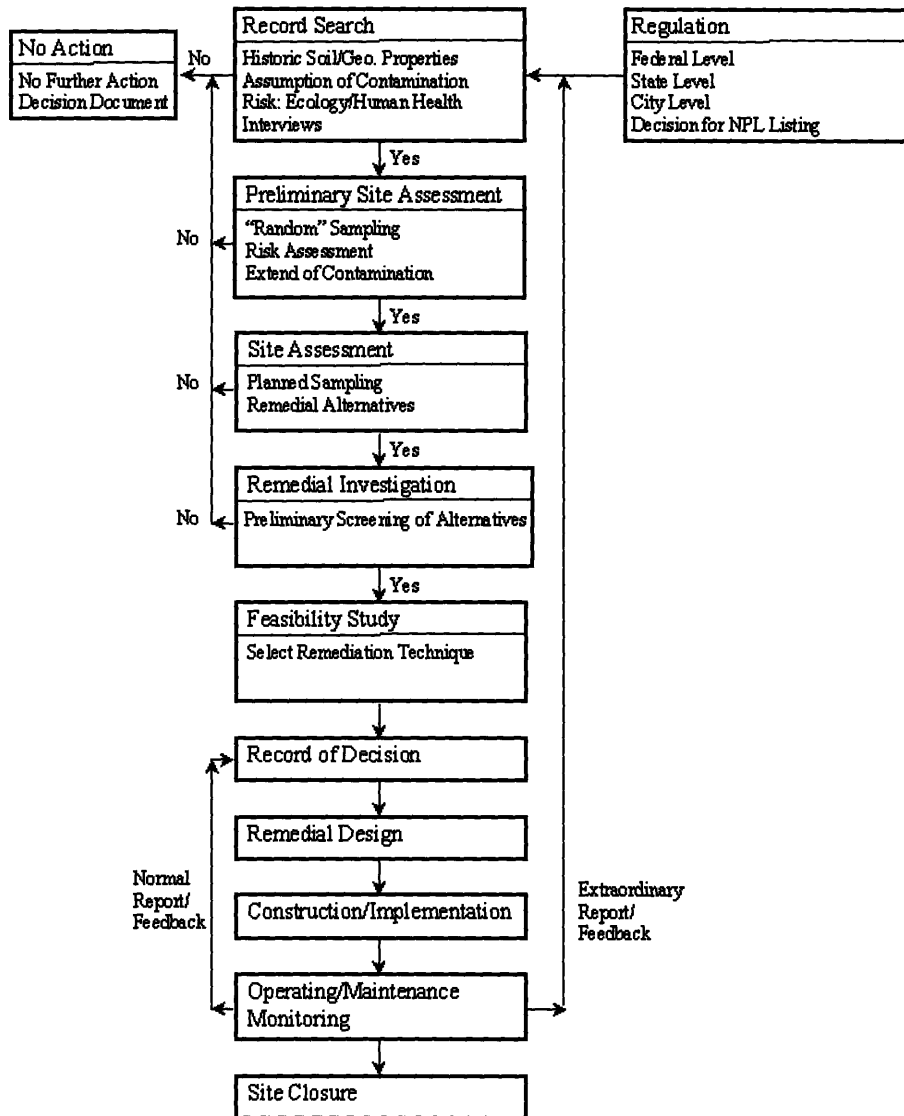 No Action
No Further Action
Decision Document
No
Record Search
Historic Soil/Geo. Properties
Assumption of Contamination
Risk: Ecology/Human Health
Interviews
Regulation
Federal Level
State Level
City Level
Decision for NPL Listing
Yes
Preliminary Site Assessment
"Random" Sampling
Risk Assessment
Extend of Contamination
No
Yes
Site Assessment
Planned Sampling
Remedial Alternatives
No
Yes
Remedial Investigation
Preliminary Screening of Alternatives
No
Yes
Feasibility Study
Select Remediation Technique
Record of Decision
Remedial Design
Normal
Report/
Feedback
Construction/Implementation
Extraordinary
Report/
Feedback
Operating/Maintenance
Monitoring
Site Closure